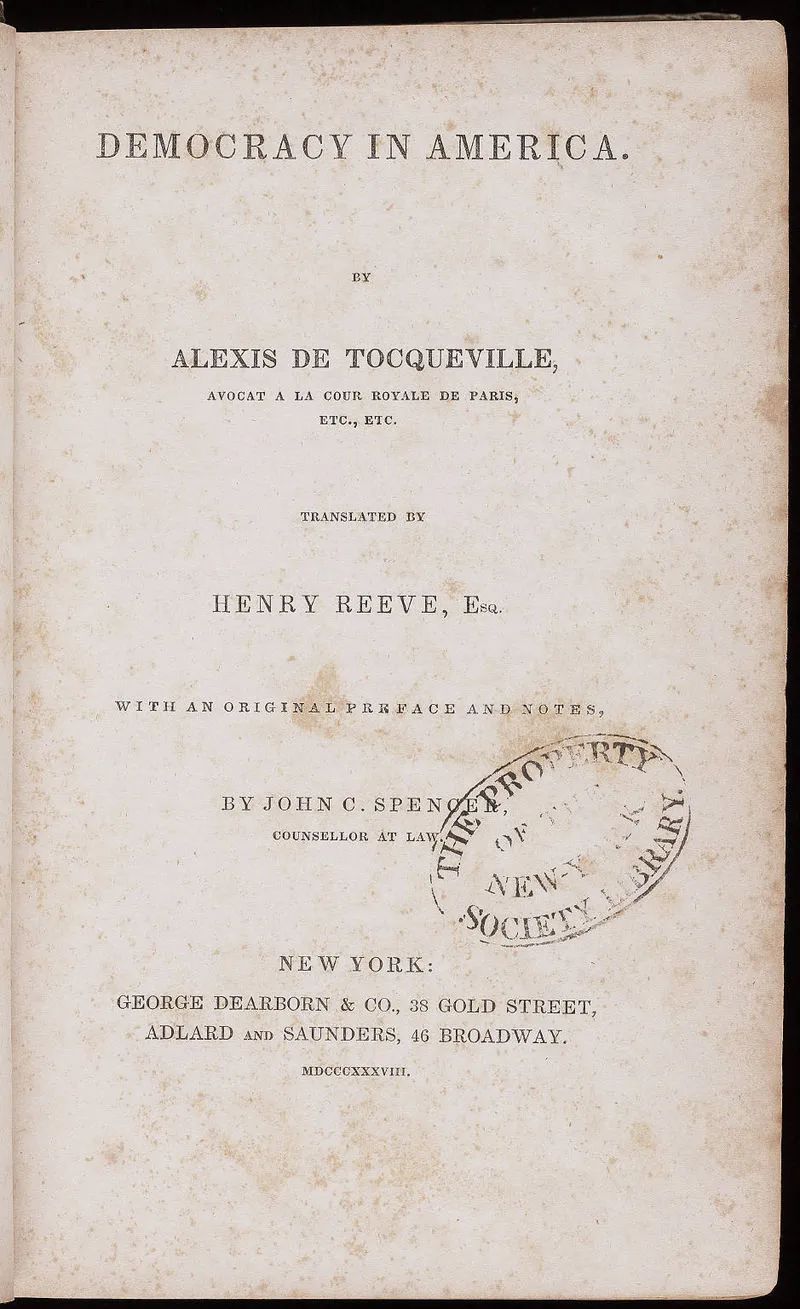 DEMOCRACY IN AMERICA.
BY
ALEXIS DE TOCQUEVILLE,
AVOCAT A LA COUR ROYALE DE PARIS,
ETC., ETC.
TRANSLATED BY
HENRY REEVE, Esq.
WITH AN ORIGINAL PREFACE AND NOTES,
BY JOHN C. SPENCER,
COUNSELLOR AT LAW.
THE PROPERTY
OF THE
NEW-YORK
SOCIETY LIBRARY.
NEW YORK:
GEORGE DEARBORN & CO., 38 GOLD STREET,
ADLARD AND SAUNDERS, 46 BROADWAY.
MDCCCXXXVIII.